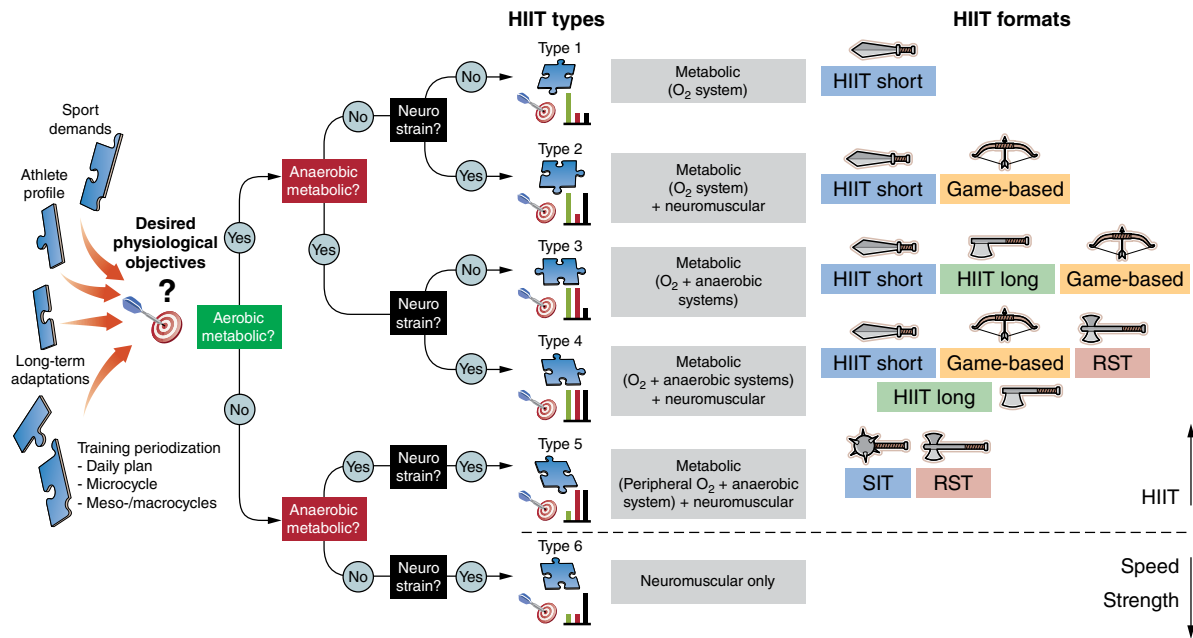 HIIT types
HIIT formats
Sport
demands
Athlete
profile
Desired
physiological
objectives
?
Long-term
adaptations
Training periodization
- Daily plan
- Microcycle
- Meso-/macrocycles
Aerobic
metabolic?
Yes
No
Anaerobic
metabolic?
No
Yes
Neuro
strain?
No
Yes
Neuro
strain?
No
Yes
Anaerobic
metabolic?
Yes
No
Neuro
strain?
Yes
Neuro
strain?
Yes
Type 1
Metabolic
(O₂ system)
HIIT short
Type 2
Metabolic
(O₂ system)
+ neuromuscular
HIIT short
Game-based
Type 3
Metabolic
(O₂ + anaerobic
systems)
HIIT short
HIIT long
Game-based
Type 4
Metabolic
(O₂ + anaerobic systems)
+ neuromuscular
HIIT short
Game-based
RST
HIIT long
Type 5
Metabolic
(Peripheral O₂ + anaerobic
system) + neuromuscular
SIT
RST
HIIT
Type 6
Neuromuscular only
Speed
Strength